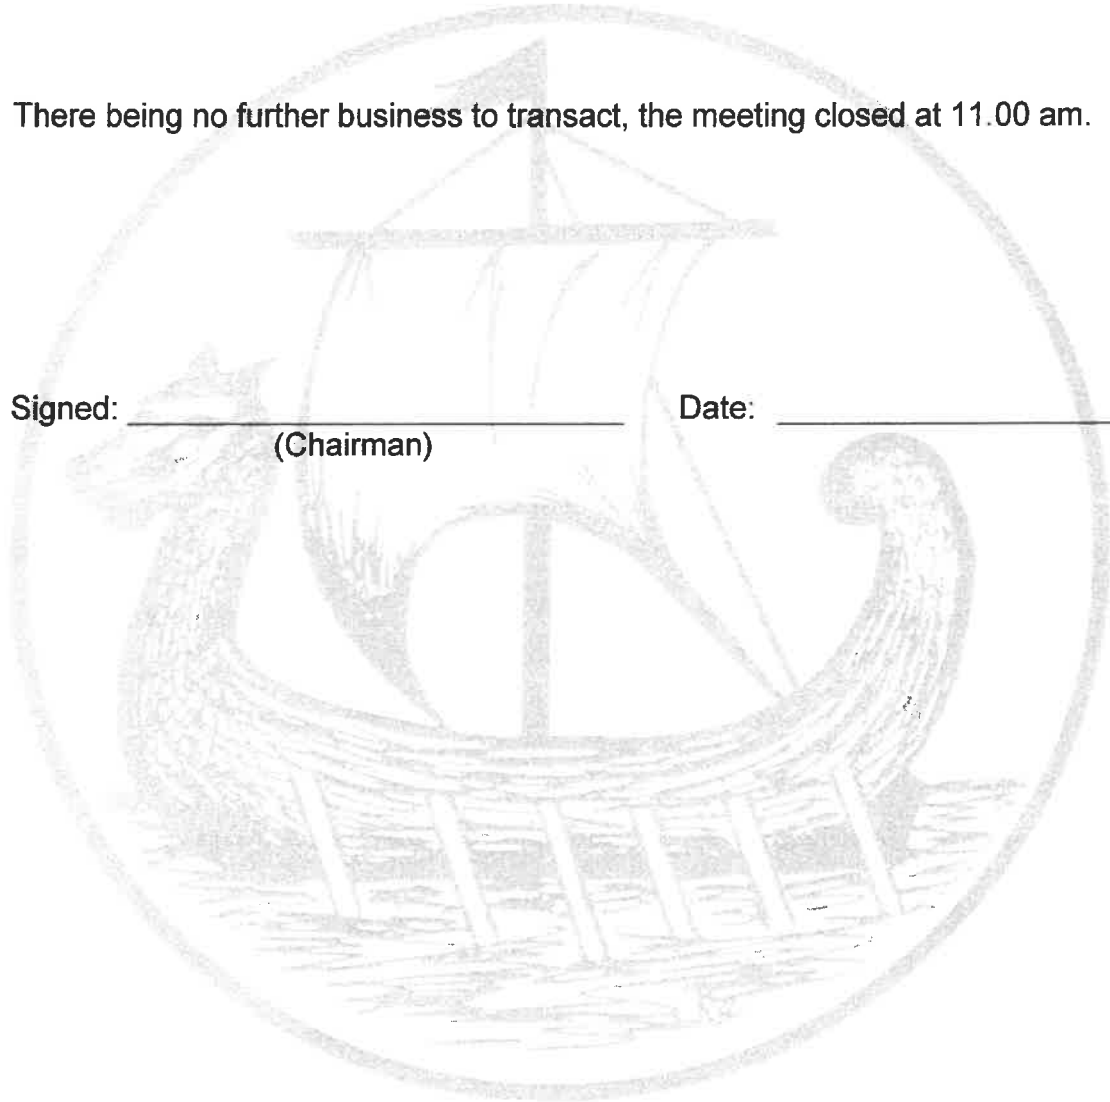 There being no further business to transact, the meeting closed at 11.00 am.
Signed: Date:
(Chairman)